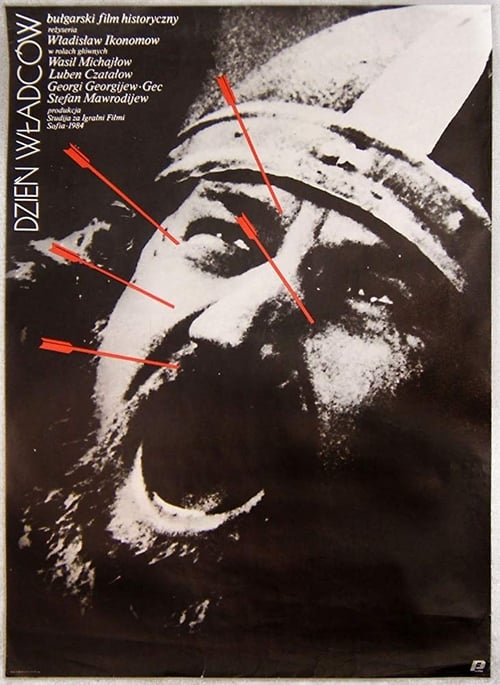 DZIEŃ WŁADCÓW
bułgarski film historyczny
reżyseria
Władisław Ikonomow
w rolach głównych
Wasil Michajłow
Luben Czatałow
Georgi Georgijew-Gec
Stefan Mawrodijew
produkcja
Studija za Igralni Filmi
Sofia-1984